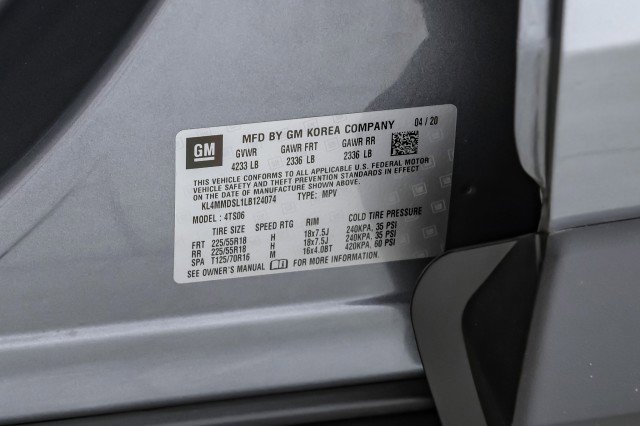 GM
MFD BY GM KOREA COMPANY 04/20
GVWR GAWR FRT GAWR RR
4233 LB 2336 LB 2336 LB
THIS VEHICLE CONFORMS TO ALL APPLICABLE U.S. FEDERAL MOTOR
VEHICLE SAFETY AND THEFT PREVENTION STANDARDS IN EFFECT ON THE
DATE OF MANUFACTURE SHOWN ABOVE.
KL4MMDSL1LB124074 TYPE: MPV
MODEL: 4TS06
TIRE SIZE SPEED RTG RIM COLD TIRE PRESSURE
FRT 225/55R18 H 18x7.5J 240KPA, 35 PSI
RR 225/55R18 H 18x7.5J 240KPA, 35 PSI
SPA T125/70R16 M 16x4.0BT 420KPA, 60 PSI
SEE OWNER'S MANUAL FOR MORE INFORMATION.